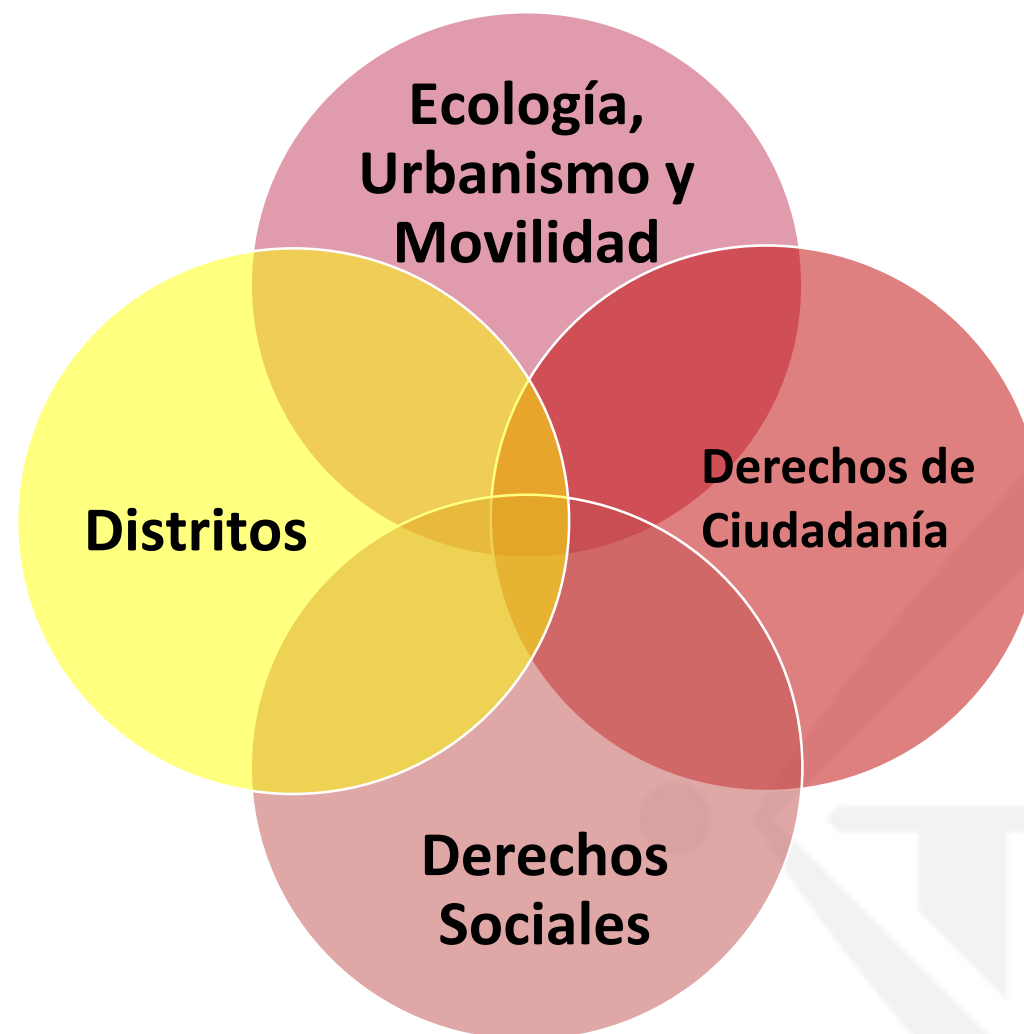 Ecología,
Urbanismo y
Movilidad
Distritos
Derechos de
Ciudadanía
Derechos
Sociales